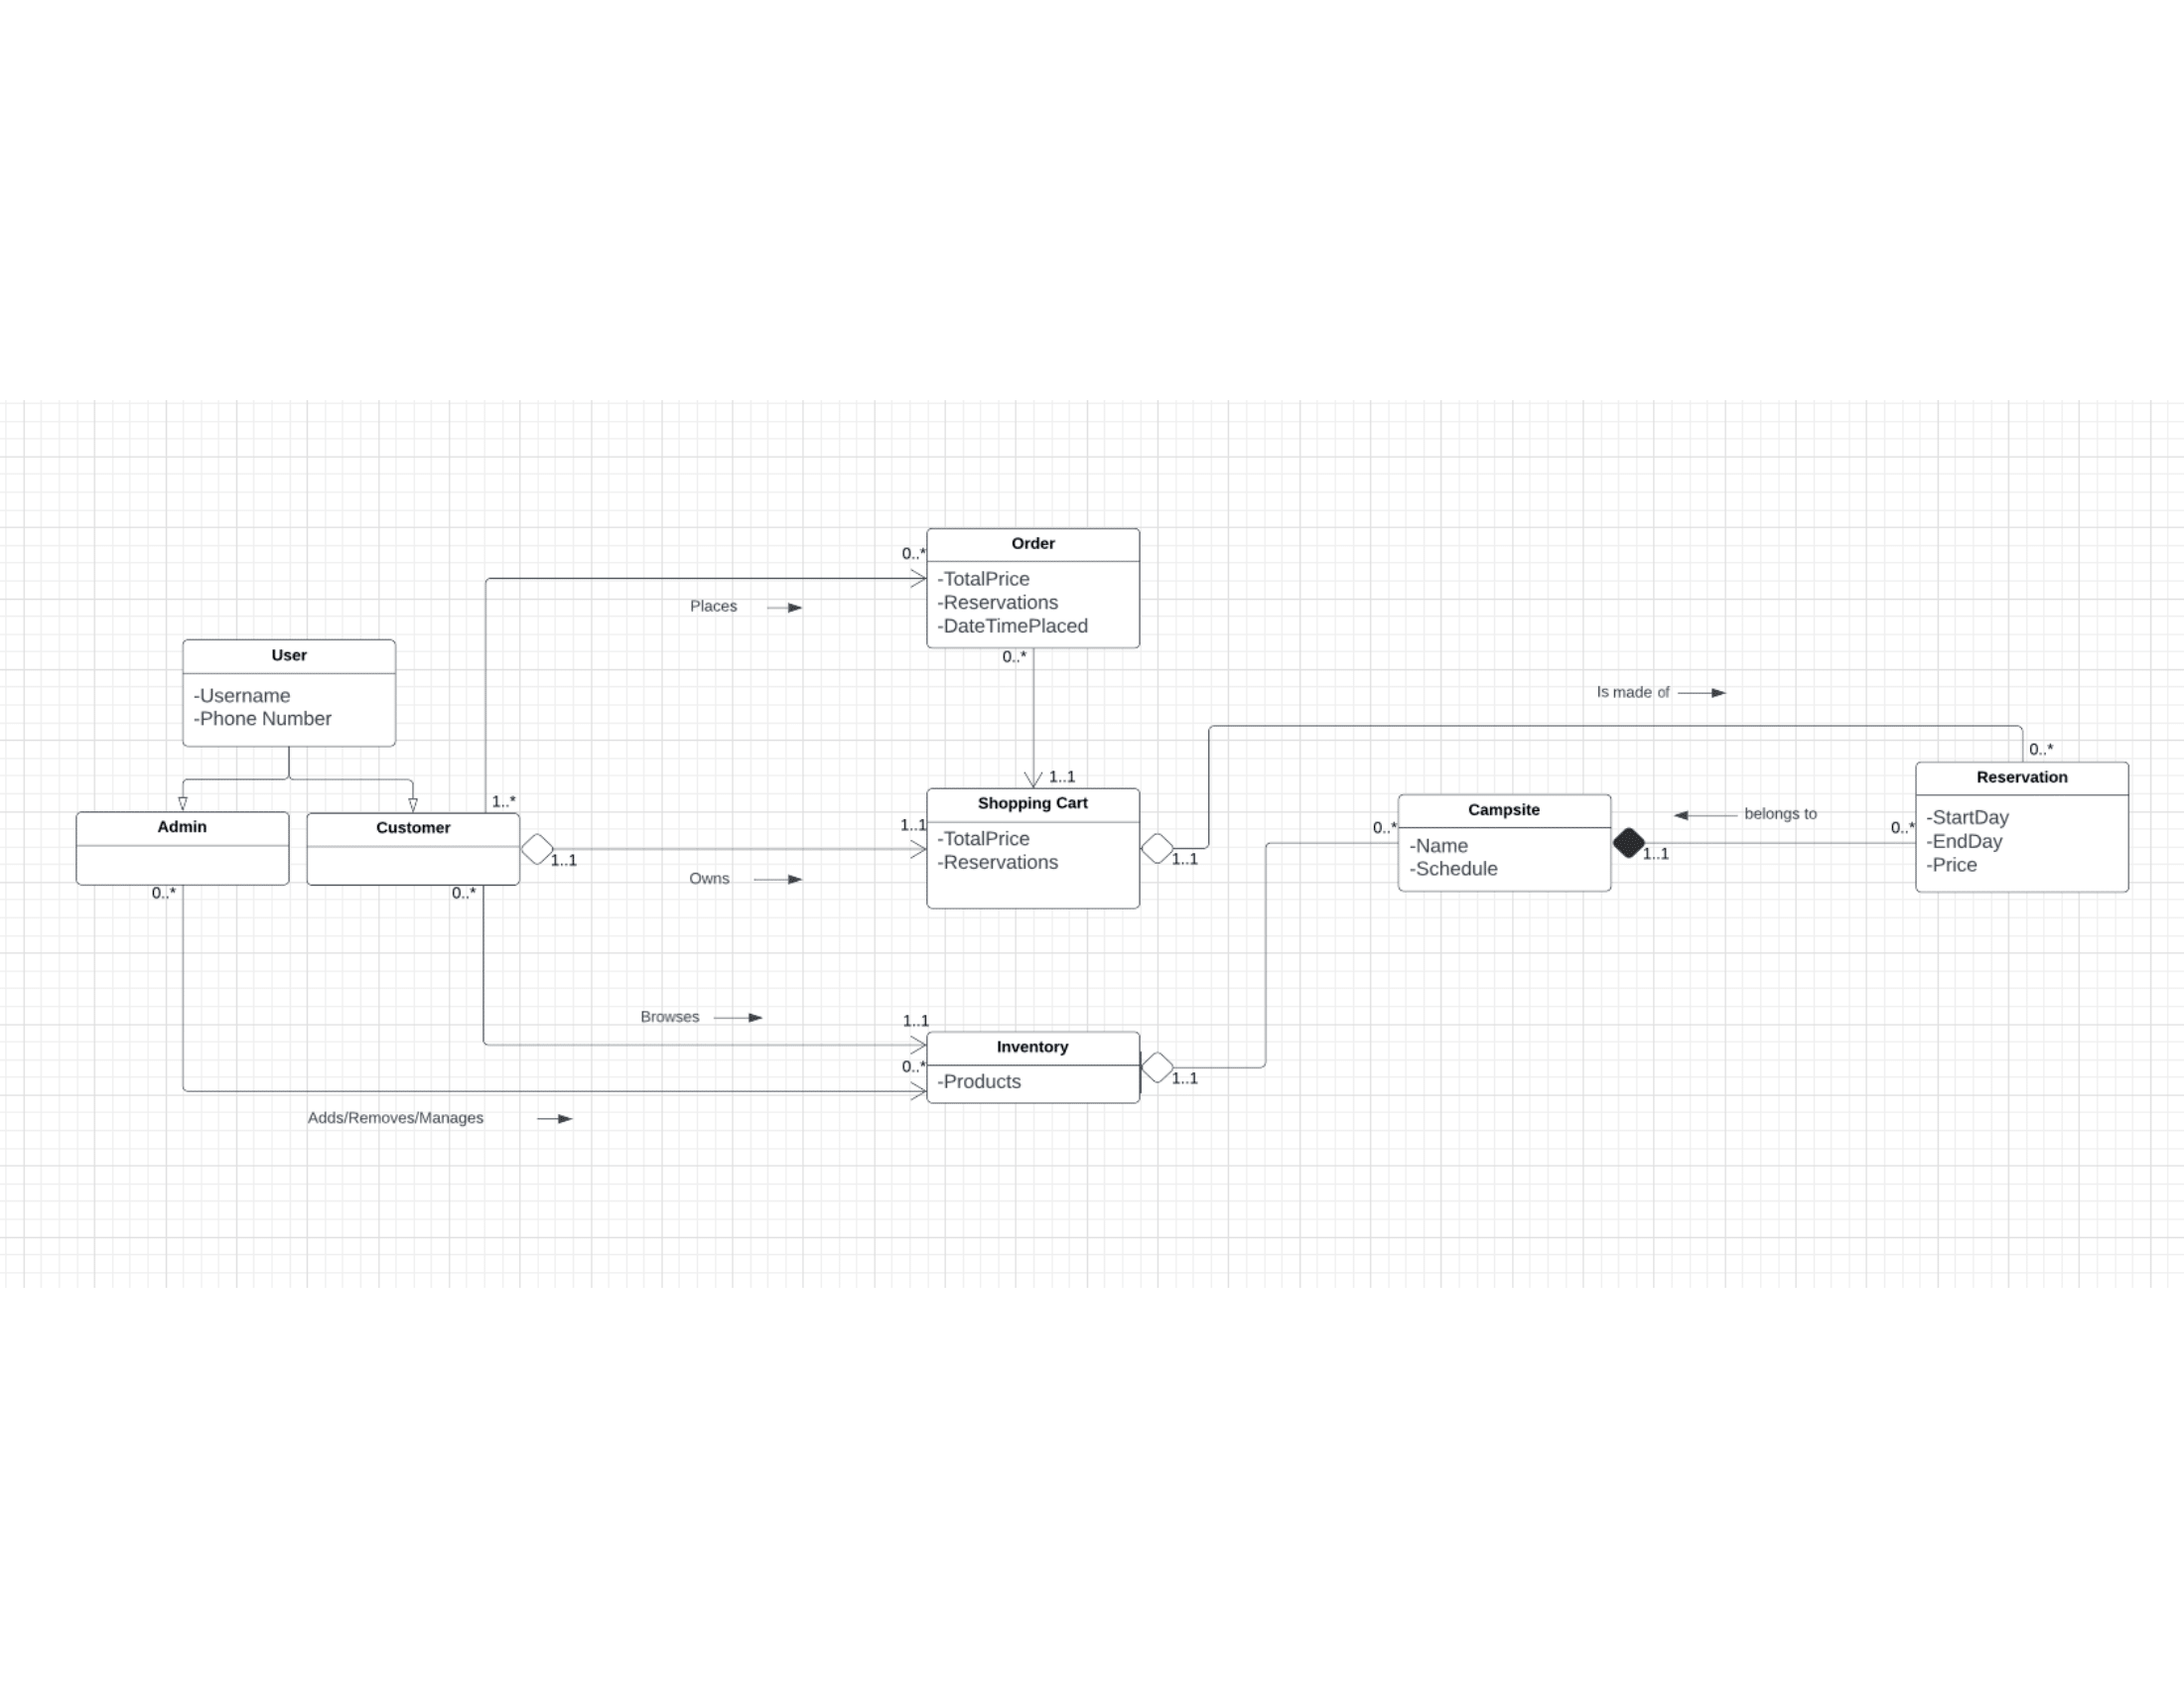 Order
0..*
-TotalPrice
-Reservations
-DateTimePlaced
Places
0..*
User
-Username
-Phone Number
Is made of
0..*
1..1
Shopping Cart
-TotalPrice
-Reservations
1..1
1..1
Reservation
-StartDay
-EndDay
-Price
0..*
belongs to
Campsite
-Name
-Schedule
0..*
1..1
1..*
Admin
Customer
1..1
Owns
0..*
0..*
Browses
1..1
Inventory
0..*
-Products
1..1
Adds/Removes/Manages